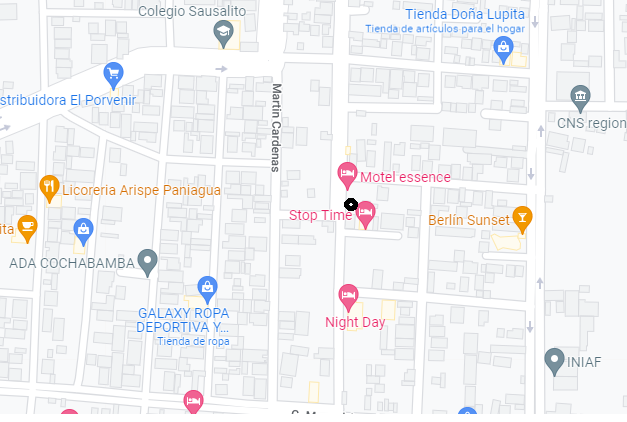 Colegio Sausalito
Tienda Doña Lupita
Tienda de artículos para el hogar
stribuidora El Porvenir
CNS region
Martin Cardenas
Motel essence
Licoreria Arispe Paniagua
Stop Time
Berlín Sunset
ita
ADA COCHABAMBA
GALAXY ROPA
DEPORTIVA Y...
Tienda de ropa
Night Day
INIAF